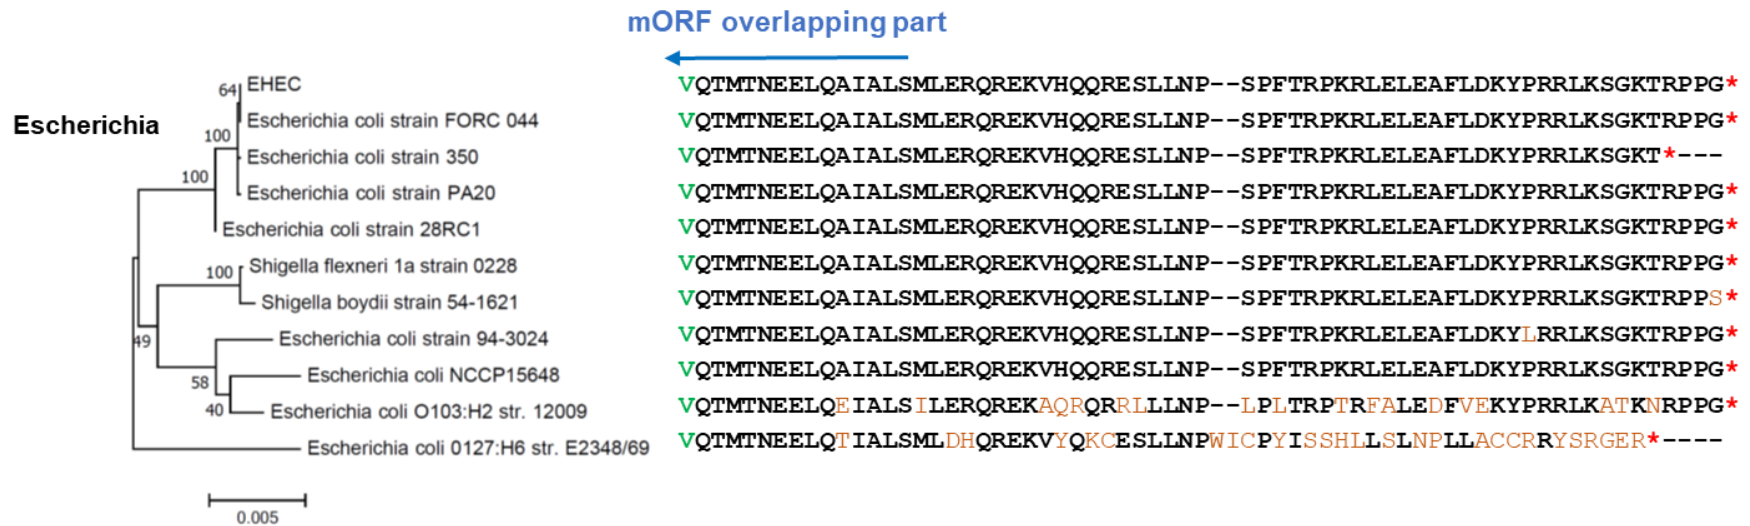 mORF overlapping part
Escherichia
EHEC VQTMTNEELQAIALSMLERQREKVHQQRESLLNP--SPFTRPKRLELEAFLDKYPRRLKSGKTRPPG*
64
Escherichia coli strain FORC 044 VQTMTNEELQAIALSMLERQREKVHQQRESLLNP--SPFTRPKRLELEAFLDKYPRRLKSGKTRPPG*
100
Escherichia coli strain 350 VQTMTNEELQAIALSMLERQREKVHQQRESLLNP--SPFTRPKRLELEAFLDKYPRRLKSGKT*----
100
Escherichia coli strain PA20 VQTMTNEELQAIALSMLERQREKVHQQRESLLNP--SPFTRPKRLELEAFLDKYPRRLKSGKTRPPG*
Escherichia coli strain 28RC1 VQTMTNEELQAIALSMLERQREKVHQQRESLLNP--SPFTRPKRLELEAFLDKYPRRLKSGKTRPPG*
100
Shigella flexneri 1a strain 0228 VQTMTNEELQAIALSMLERQREKVHQQRESLLNP--SPFTRPKRLELEAFLDKYPRRLKSGKTRPPG*
Shigella boydii strain 54-1621 VQTMTNEELQAIALSMLERQREKVHQQRESLLNP--SPFTRPKRLELEAFLDKYPRRLKSGKTRPPS*
49
Escherichia coli strain 94-3024 VQTMTNEELQAIALSMLERQREKVHQQRESLLNP--SPFTRPKRLELEAFLDKYLRRLKSGKTRPPG*
58
Escherichia coli NCCP15648 VQTMTNEELQAIALSMLERQREKVHQQRESLLNP--SPFTRPKRLELEAFLDKYPRRLKSGKTRPPG*
40
Escherichia coli O103:H2 str. 12009 VQTMTNEELQEIALSILERQREKAQRQRRLLLNP--LPLTRPTRFALEDFVEKYPRRLKATKNRPPG*
Escherichia coli 0127:H6 str. E2348/69 VQTMTNEELQTIALSMLDHQREKVYQKCESLLNPWICPYISSHLLSLNPLLACCRRYSRGER*----
0.005